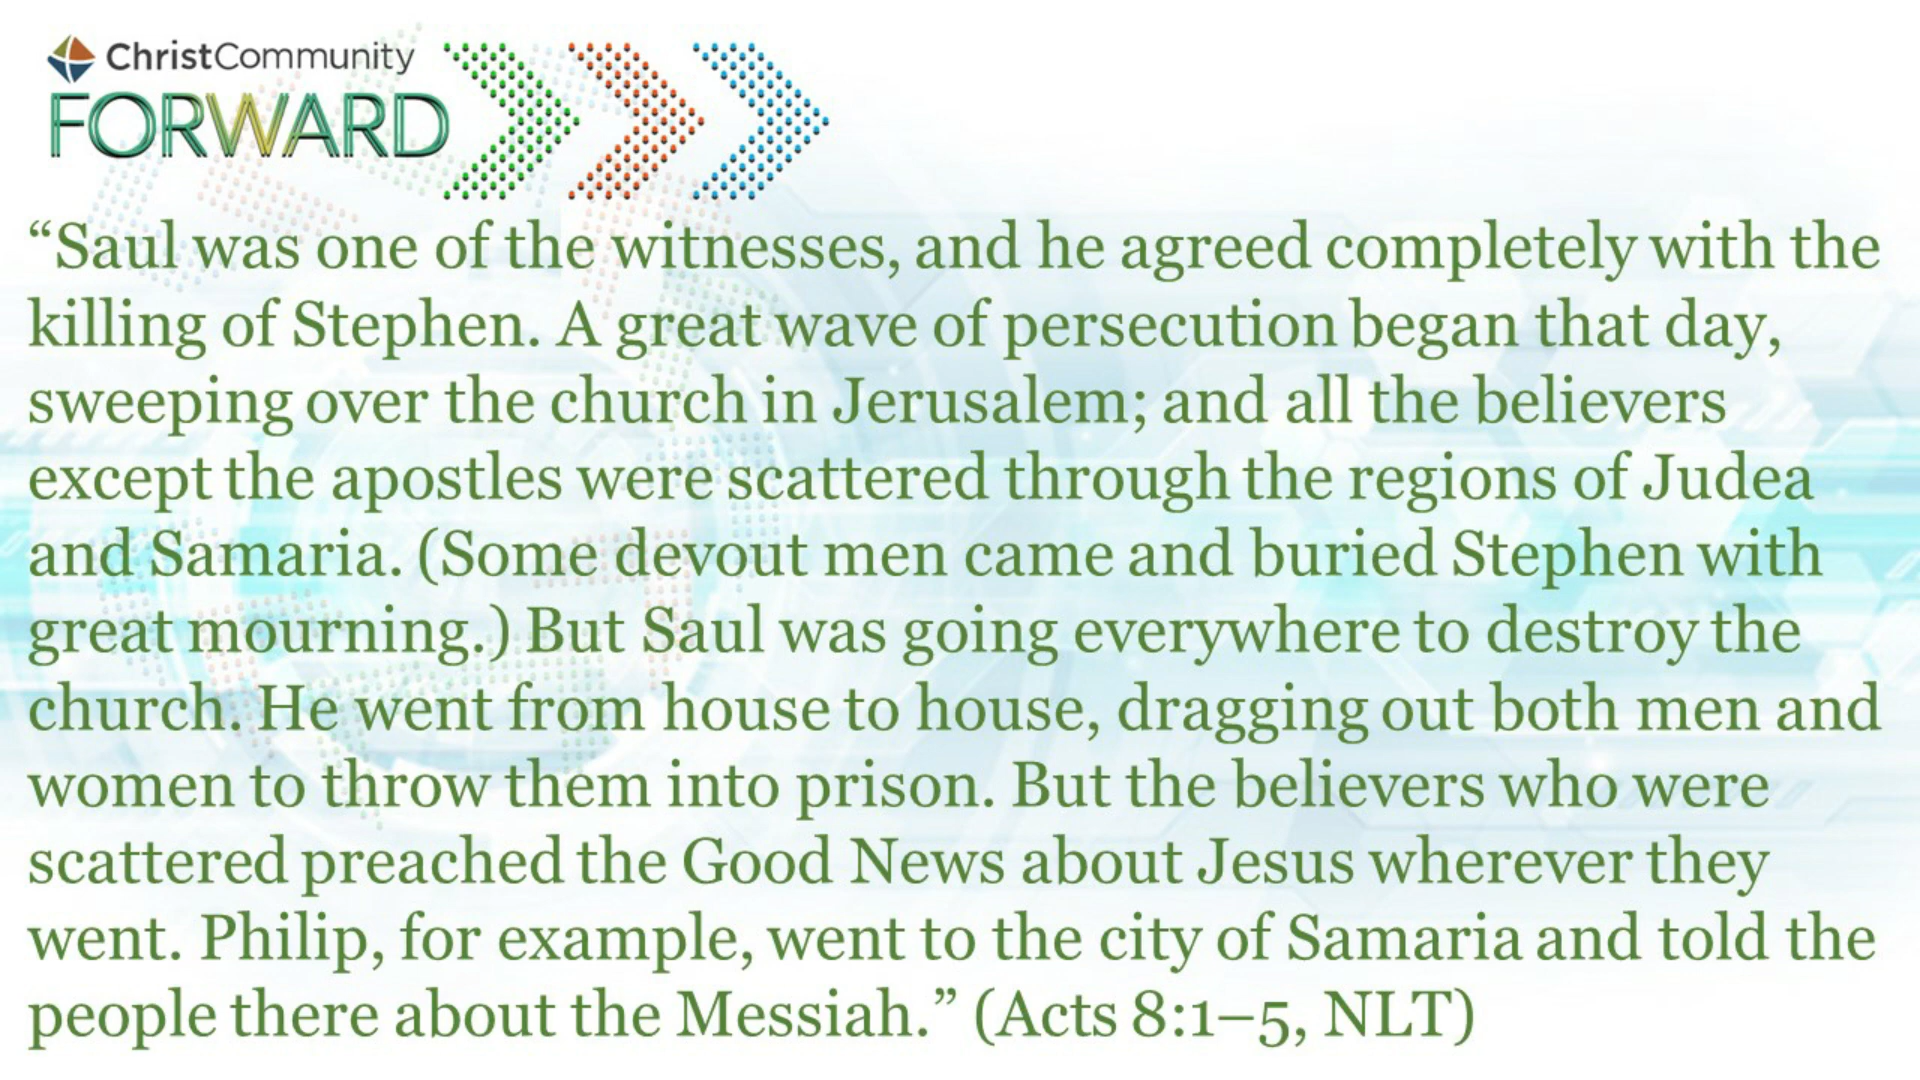 ChristCommunity
FORWARD
“Saul was one of the witnesses, and he agreed completely with the
killing of Stephen. A great wave of persecution began that day,
sweeping over the church in Jerusalem; and all the believers
except the apostles were scattered through the regions of Judea
and Samaria. (Some devout men came and buried Stephen with
great mourning.) But Saul was going everywhere to destroy the
church. He went from house to house, dragging out both men and
women to throw them into prison. But the believers who were
scattered preached the Good News about Jesus wherever they
went. Philip, for example, went to the city of Samaria and told the
people there about the Messiah.” (Acts 8:1–5, NLT)